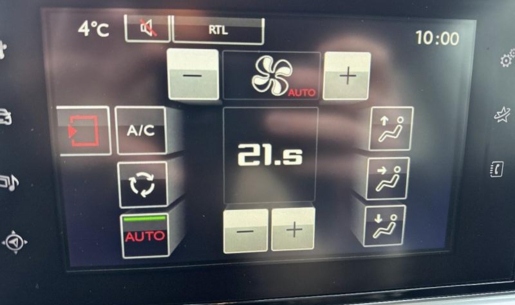 4°C RTL 10:00
− AUTO +
A/C
21.5
AUTO − +